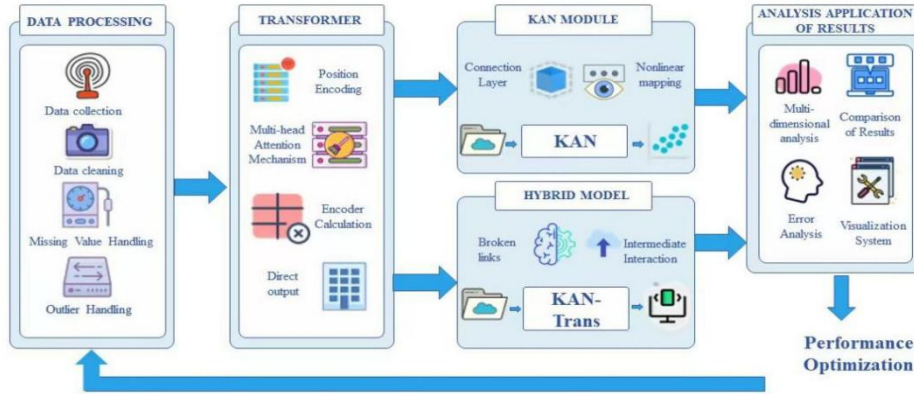 DATA PROCESSING
Data collection
Data cleaning
Missing Value Handling
Outlier Handling
TRANSFORMER
Position
Encoding
Multi-head
Attention
Mechanism
Encoder
Calculation
Direct
output
KAN MODULE
Connection
Layer
Nonlinear
mapping
KAN
HYBRID MODEL
Broken
links
Intermediate
Interaction
KAN-
Trans
ANALYSIS APPLICATION
OF RESULTS
Multi-
dimensional
analysis
Comparison
of Results
Error
Analysis
Visualization
System
Performance
Optimization